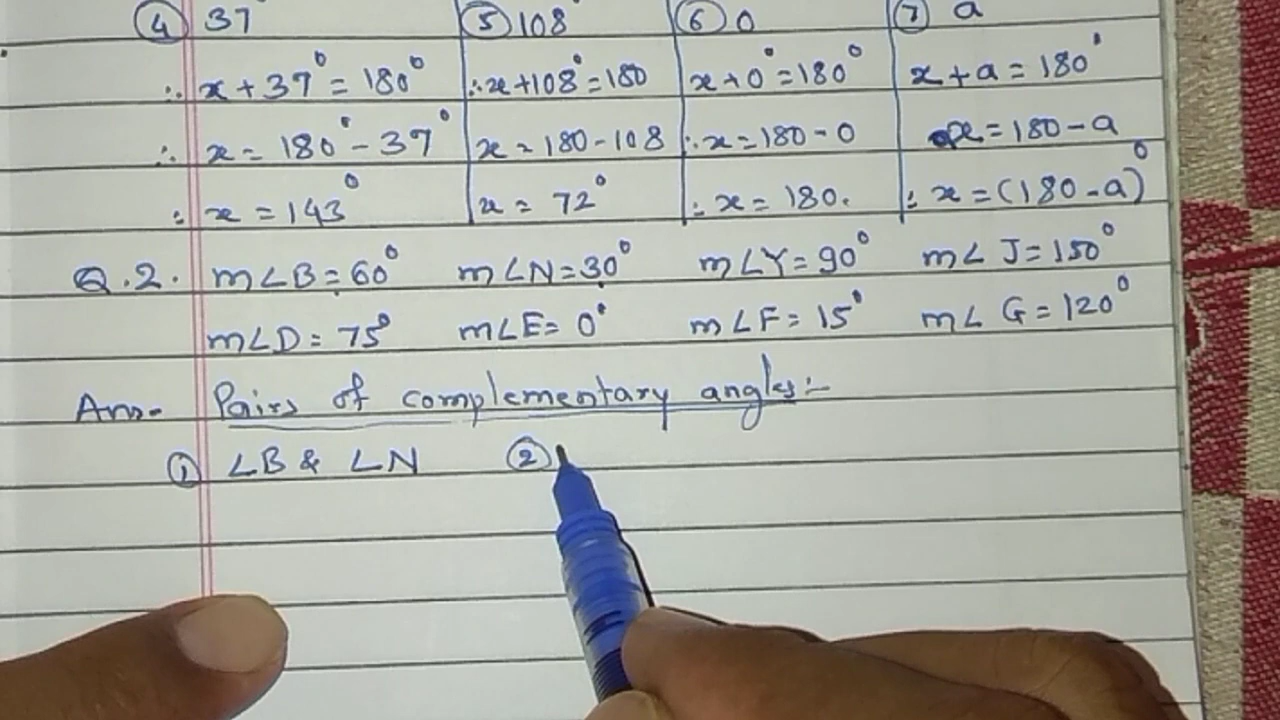 ④ 37° ⑤ 108° ⑥ 0 ⑦ a
∴ x + 37° = 180° ∴ x + 108° = 180 x + 0° = 180° x + a = 180°
∴ x = 180° - 37° x = 180 - 108 ∴ x = 180 - 0 x = 180 - a
∴ x = 143° x = 72° ∴ x = 180. ∴ x = (180 - a)°
Q.2. m∠B = 60° m∠N = 30° m∠Y = 90° m∠J = 150°
m∠D = 75° m∠E = 0° m∠F = 15° m∠G = 120°
Ans- Pairs of complementary angles :-
① ∠B & ∠N ②